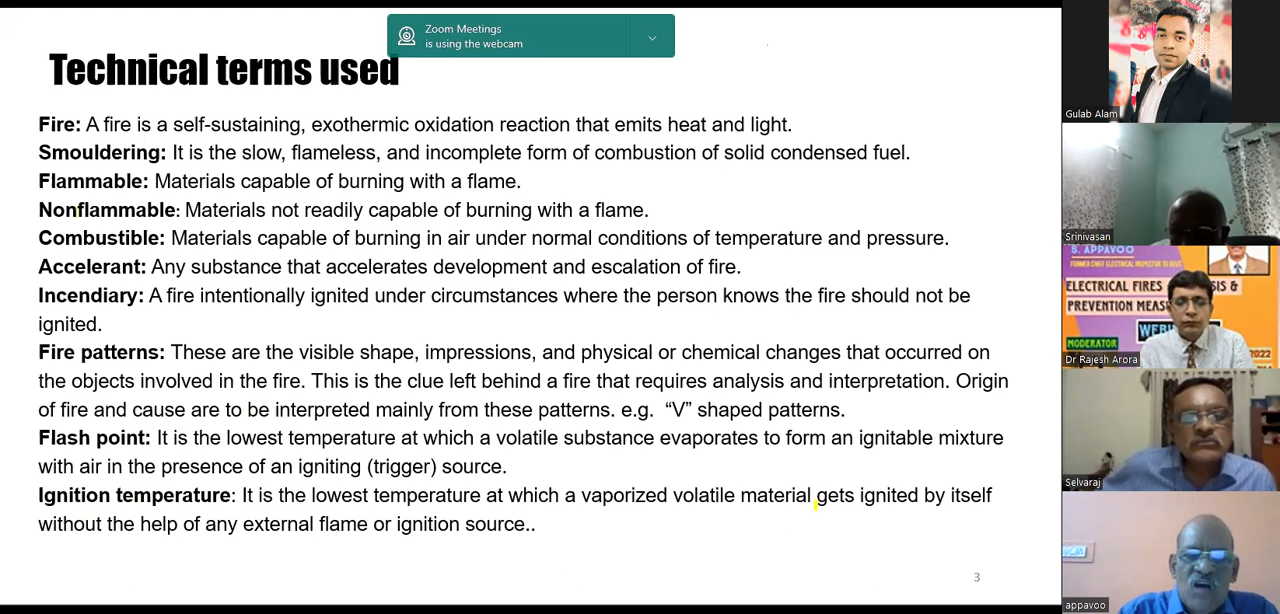 Zoom Meetings
is using the webcam
Technical terms used
Fire: A fire is a self-sustaining, exothermic oxidation reaction that emits heat and light.
Smouldering: It is the slow, flameless, and incomplete form of combustion of solid condensed fuel.
Flammable: Materials capable of burning with a flame.
Nonflammable: Materials not readily capable of burning with a flame.
Combustible: Materials capable of burning in air under normal conditions of temperature and pressure.
Accelerant: Any substance that accelerates development and escalation of fire.
Incendiary: A fire intentionally ignited under circumstances where the person knows the fire should not be
ignited.
Fire patterns: These are the visible shape, impressions, and physical or chemical changes that occurred on
the objects involved in the fire. This is the clue left behind a fire that requires analysis and interpretation. Origin
of fire and cause are to be interpreted mainly from these patterns. e.g. “V” shaped patterns.
Flash point: It is the lowest temperature at which a volatile substance evaporates to form an ignitable mixture
with air in the presence of an igniting (trigger) source.
Ignition temperature: It is the lowest temperature at which a vaporized volatile material gets ignited by itself
without the help of any external flame or ignition source..
3
Gulab Alam
Srinivasan
S. APPAVOO
FORMER CHIEF ELECTRICAL INSPECTOR TO GOVT
ELECTRICAL FIRES
SIS &
PREVENTION MEAS
WEBI
MODERATOR
2022
Dr Rajesh Arora
Selvaraj
appavoo